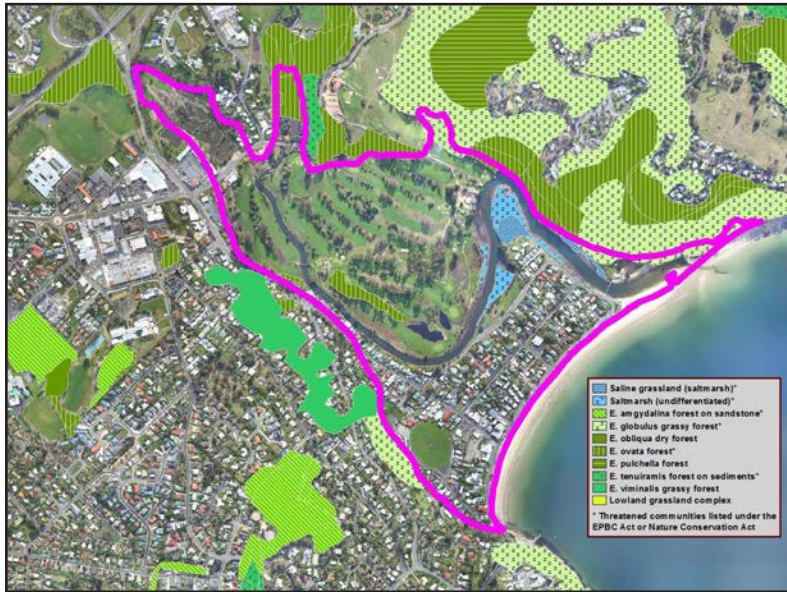 Saline grassland (saltmarsh)*
Saltmarsh (undifferentiated)*
E. amgydalina forest on sandstone*
E. globulus grassy forest*
E. obliqua dry forest
E. ovata forest*
E. pulchella forest
E. tenuiramis forest on sediments*
E. viminalis grassy forest
Lowland grassland complex
* Threatened communities listed under the
EPBC Act or Nature Conservation Act